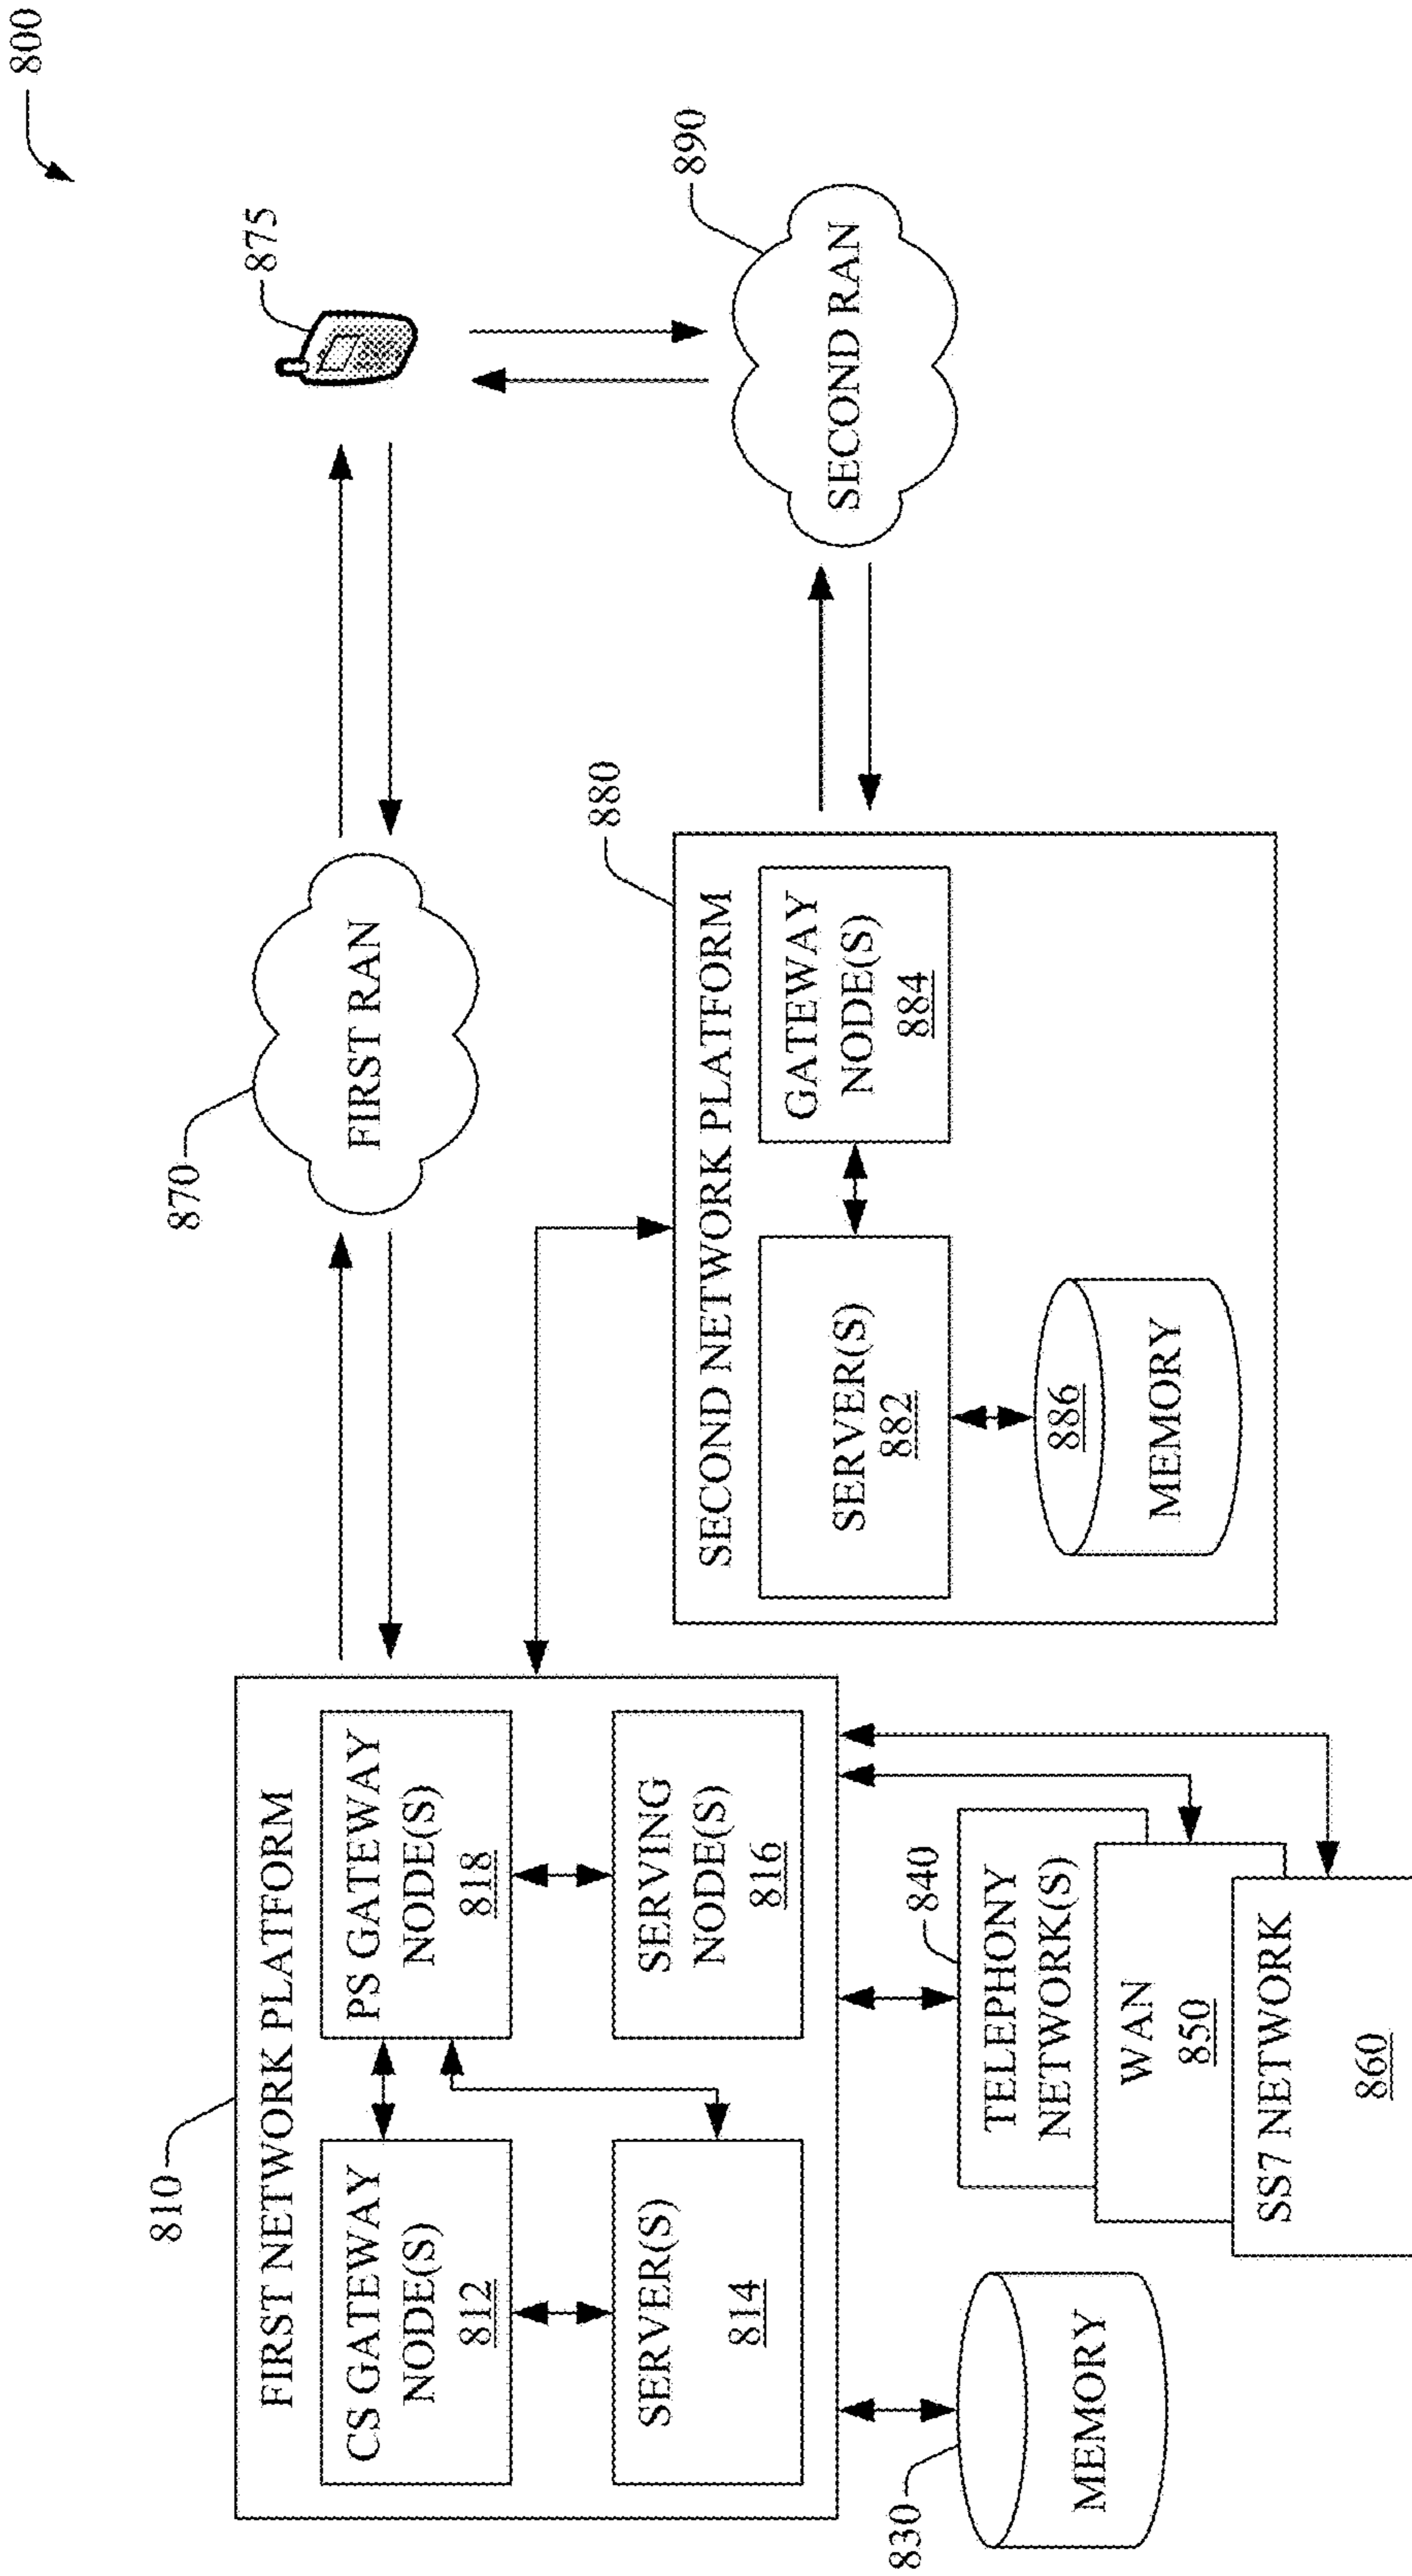 800
810
FIRST NETWORK PLATFORM
CS GATEWAY
NODE(S)
812
PS GATEWAY
NODE(S)
818
SERVER(S)
814
SERVING
NODE(S)
816
830
MEMORY
840
TELEPHONY
NETWORK(S)
WAN
850
SS7 NETWORK
860
870
FIRST RAN
875
880
SECOND NETWORK PLATFORM
SERVER(S)
882
GATEWAY
NODE(S)
884
886
MEMORY
890
SECOND RAN